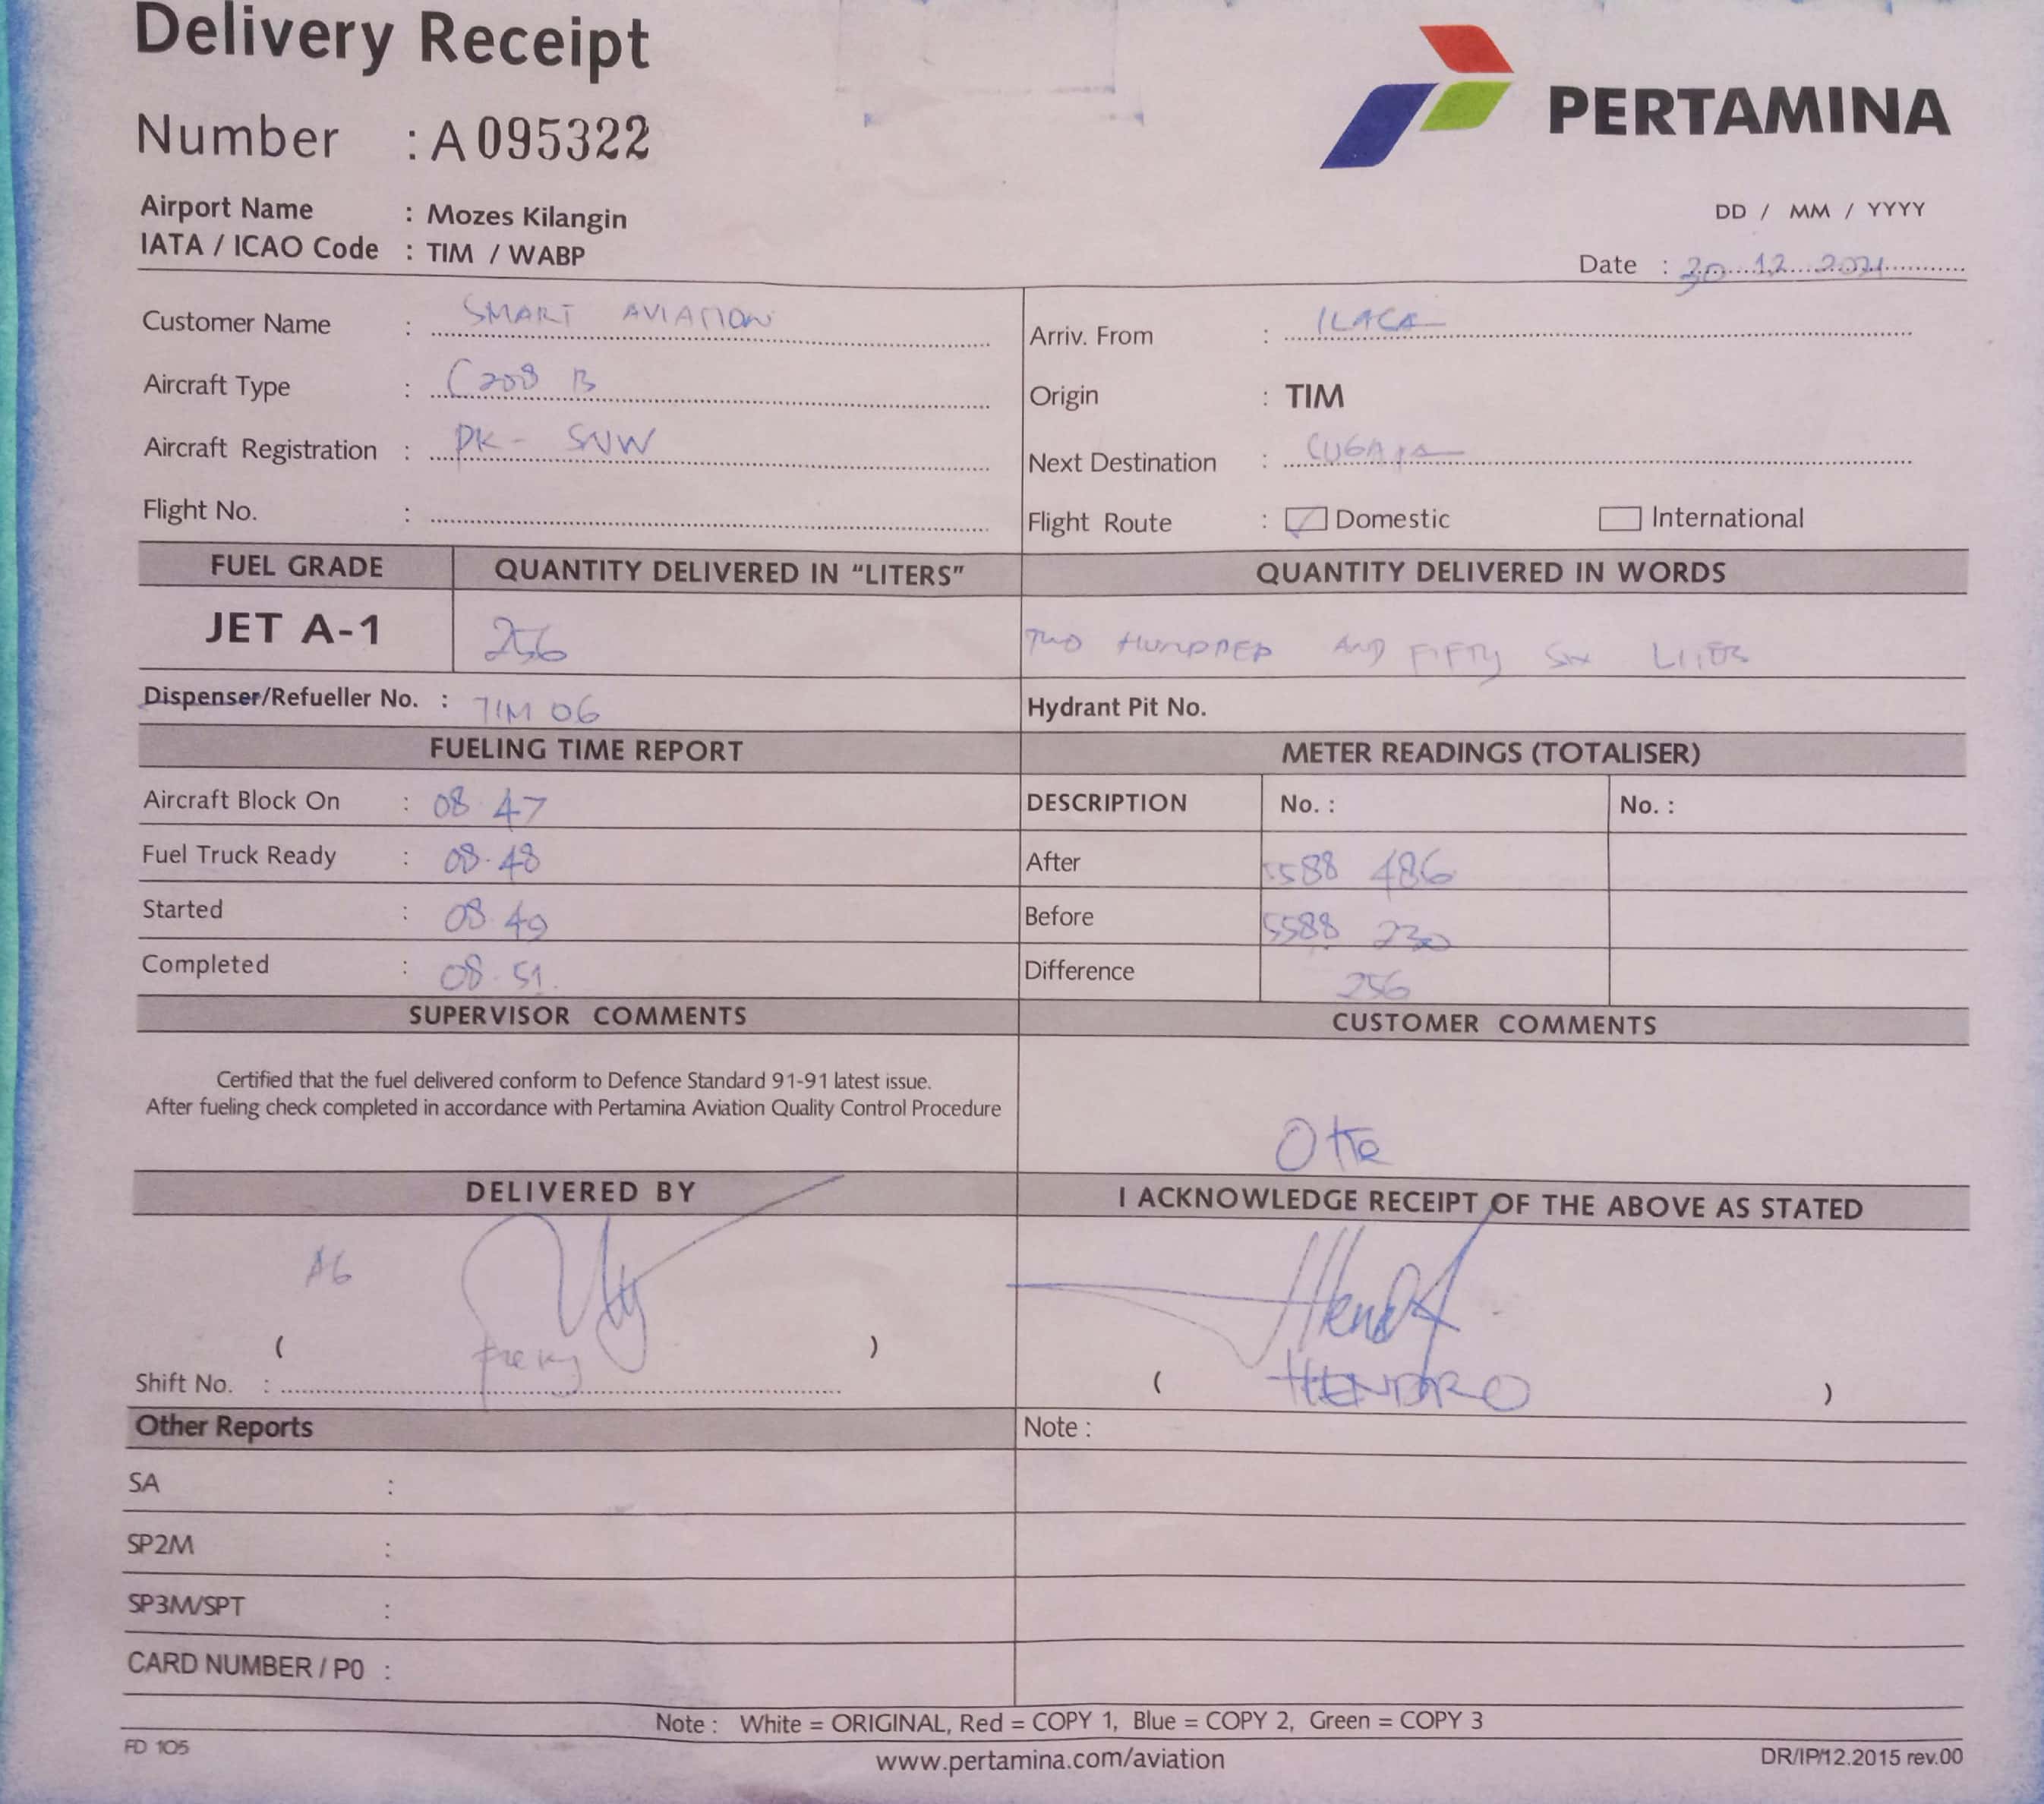 Delivery Receipt
PERTAMINA
Number : A 095322
Airport Name : Mozes Kilangin
IATA / ICAO Code : TIM / WABP
DD / MM / YYYY
Date : 30 12 2021
Customer Name : SMART AVIATION
Arriv. From : ILAGA
Aircraft Type : C208 B
Origin : TIM
Aircraft Registration : PK - SNW
Next Destination :
Flight No. :
Flight Route : Domestic International
FUEL GRADE QUANTITY DELIVERED IN “LITERS” QUANTITY DELIVERED IN WORDS
JET A-1 256 TWO HUNDRED AND FIFTY SIX LITER
Dispenser/Refueller No. : TIM 06 Hydrant Pit No.
FUELING TIME REPORT METER READINGS (TOTALISER)
Aircraft Block On : 08 47 DESCRIPTION No. : No. :
Fuel Truck Ready : 08.48 After 5588 486
Started : 08 49 Before 5588 230
Completed : 08.51. Difference 256
SUPERVISOR COMMENTS CUSTOMER COMMENTS
Certified that the fuel delivered conform to Defence Standard 91-91 latest issue.
After fueling check completed in accordance with Pertamina Aviation Quality Control Procedure
DELIVERED BY I ACKNOWLEDGE RECEIPT OF THE ABOVE AS STATED
( ) ( HENDRO )
Shift No. :
Other Reports Note :
SA :
SP2M :
SP3M/SPT :
CARD NUMBER / P0 :
Note : White = ORIGINAL, Red = COPY 1, Blue = COPY 2, Green = COPY 3
FD 105 www.pertamina.com/aviation DR/IP/12.2015 rev.00